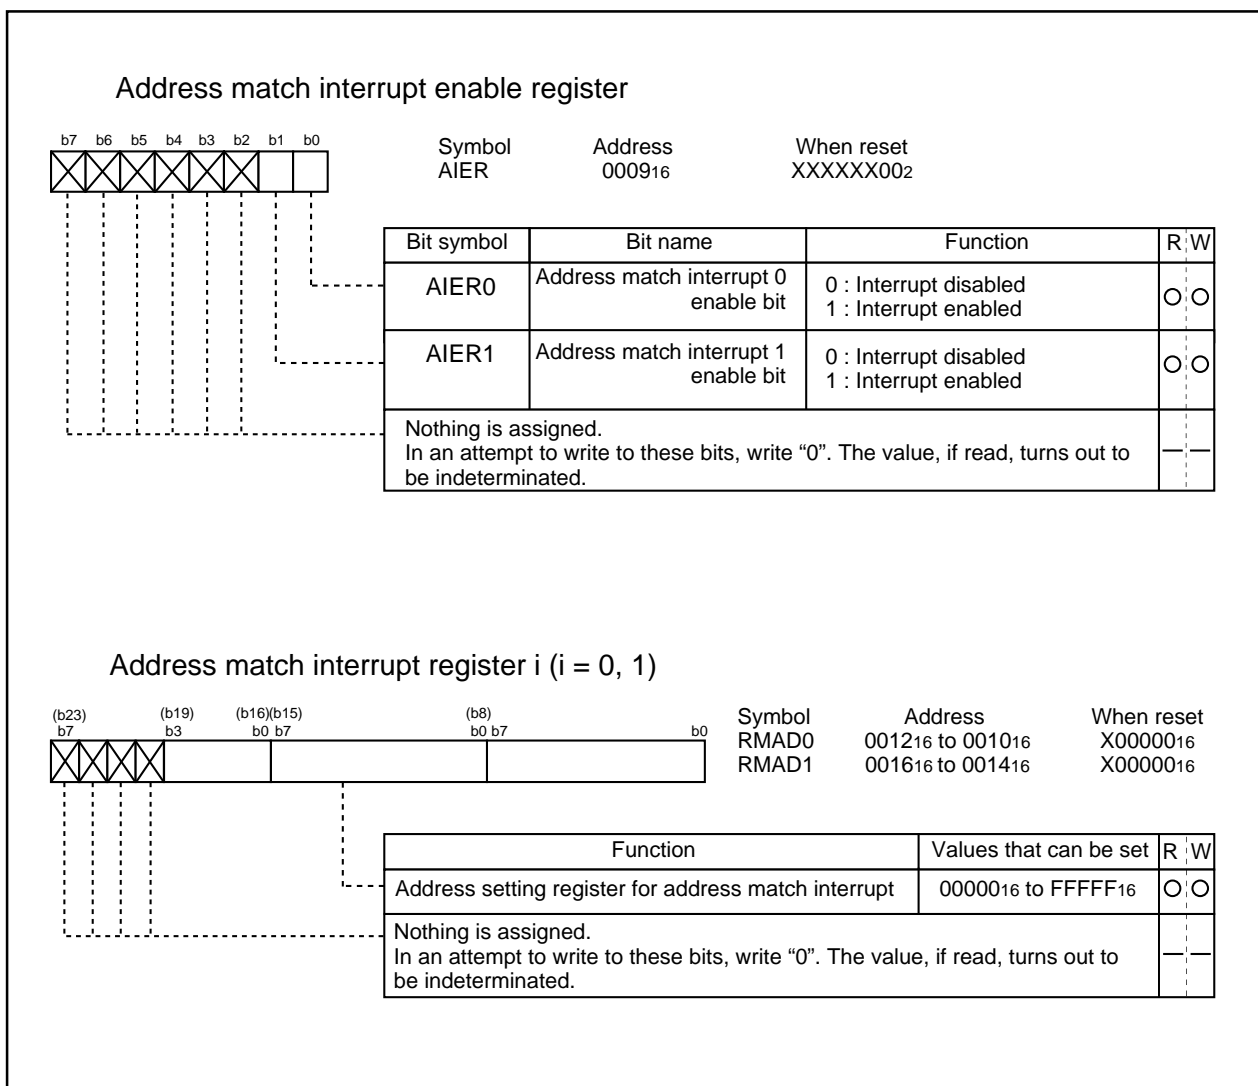 Address match interrupt enable register
b7 b6 b5 b4 b3 b2 b1 b0
Symbol Address When reset
AIER 000916 XXXXXX002
Bit symbol Bit name Function R W
AIER0 Address match interrupt 0 enable bit 0 : Interrupt disabled
1 : Interrupt enabled
AIER1 Address match interrupt 1 enable bit 0 : Interrupt disabled
1 : Interrupt enabled
Nothing is assigned.
In an attempt to write to these bits, write “0”. The value, if read, turns out to
be indeterminated.
Address match interrupt register i (i = 0, 1)
(b23) (b19) (b16)(b15) (b8)
b7 b3 b0 b7 b0 b7 b0
Symbol Address When reset
RMAD0 001216 to 001016 X0000016
RMAD1 001616 to 001416 X0000016
Function Values that can be set R W
Address setting register for address match interrupt 0000016 to FFFFF16
Nothing is assigned.
In an attempt to write to these bits, write “0”. The value, if read, turns out to
be indeterminated.